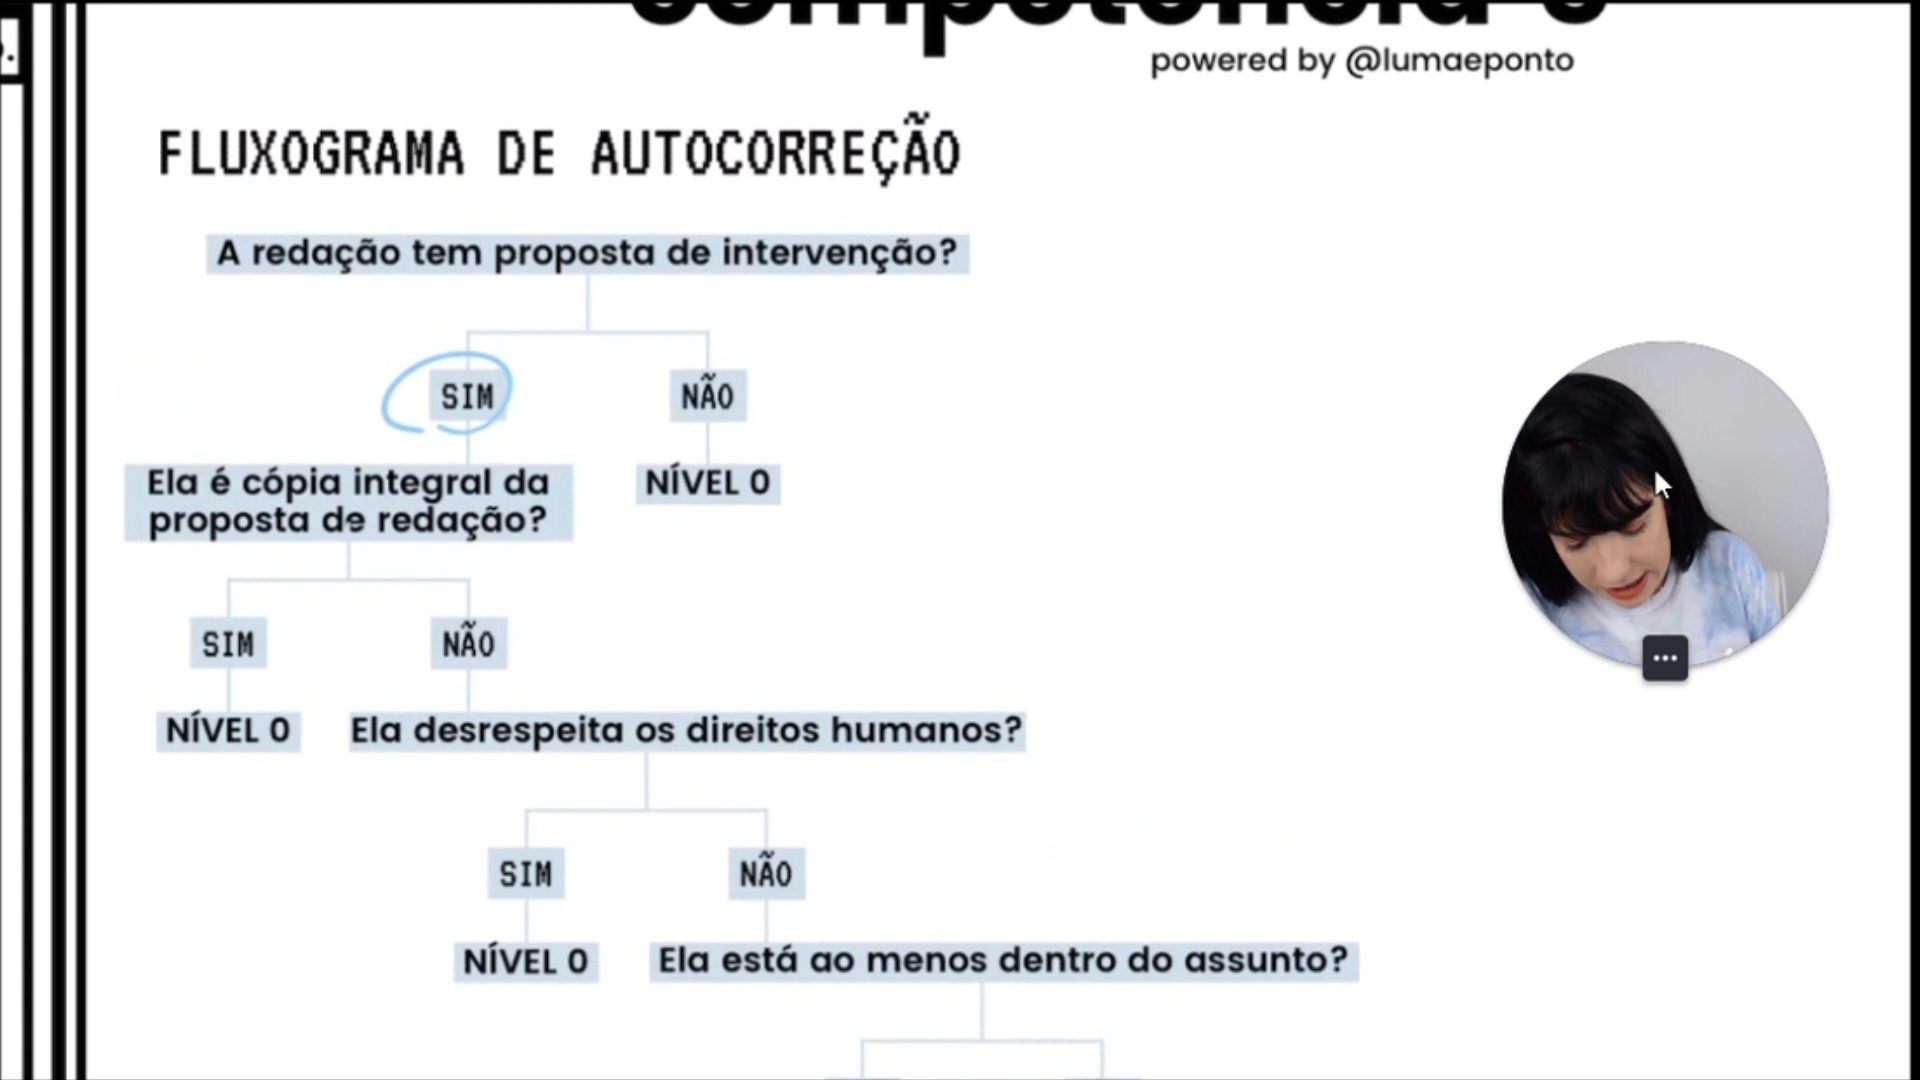 competência 5
powered by @lumaeponto
FLUXOGRAMA DE AUTOCORREÇÃO
A redação tem proposta de intervenção?
SIM
NÃO
Ela é cópia integral da
proposta de redação?
NÍVEL 0
SIM
NÃO
NÍVEL 0
Ela desrespeita os direitos humanos?
SIM
NÃO
NÍVEL 0
Ela está ao menos dentro do assunto?